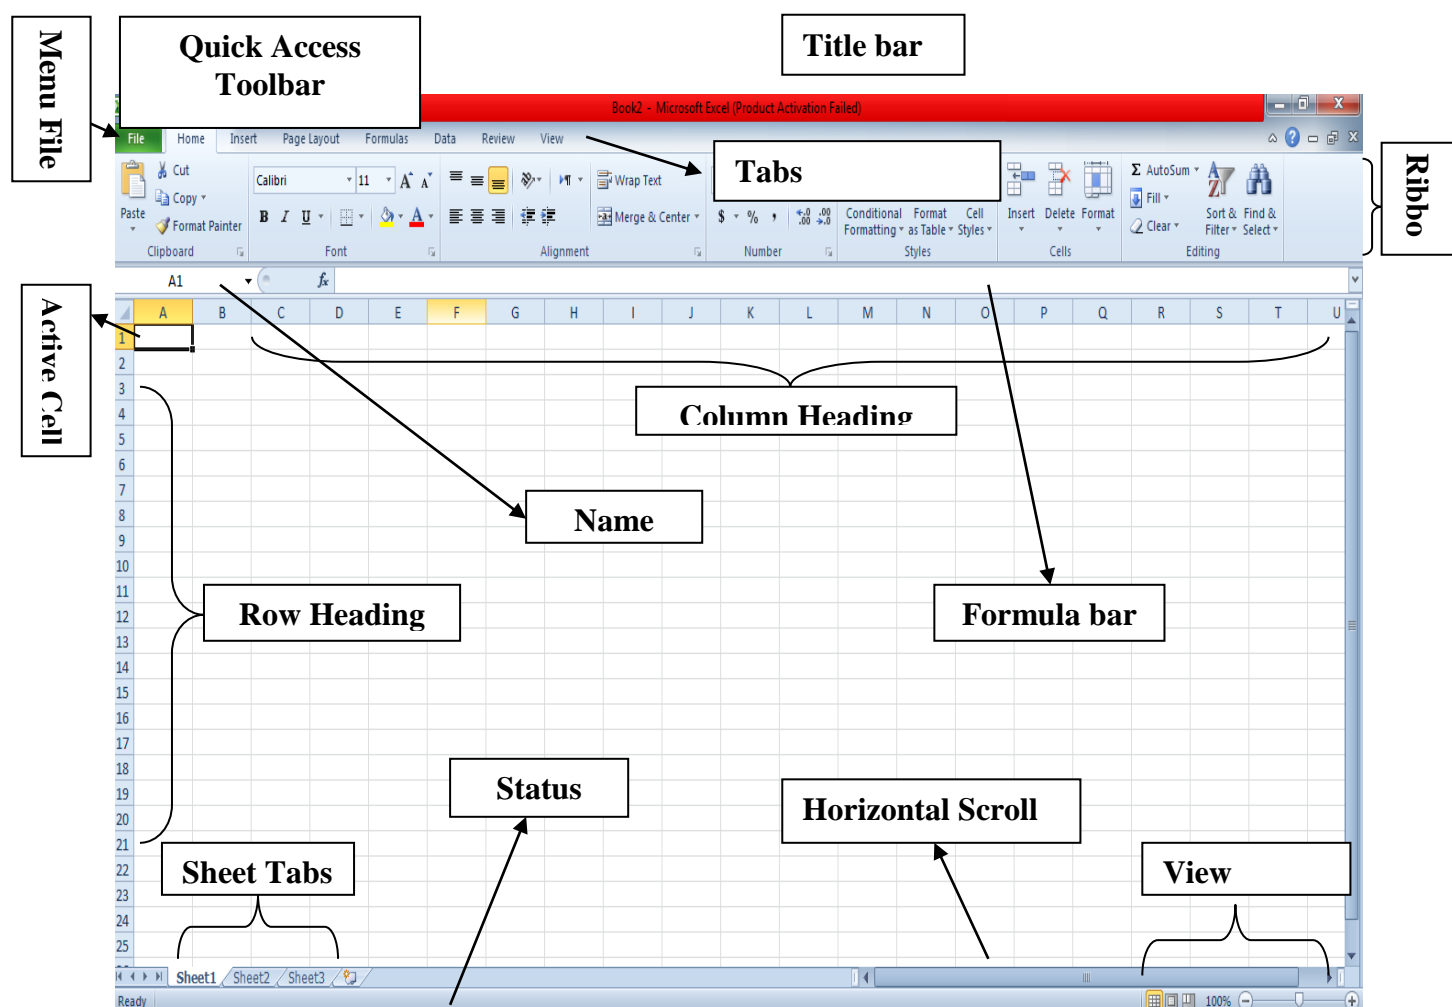 Menu File
Quick Access
Toolbar
Title bar
Book2 - Microsoft Excel (Product Activation Failed)
File Home Insert Page Layout Formulas Data Review View
Tabs
Ribbo
Cut
Copy
Format Painter
Paste
Clipboard
Calibri 11 A A
B I U A
Font
Wrap Text
Merge & Center
Alignment
$ % , .0 .00 .00 .0
Number
Conditional Formatting
Format as Table
Cell Styles
Styles
Insert Delete Format
Cells
Σ AutoSum
Fill
Clear
Sort & Filter
Find & Select
Editing
A1 fx
Active Cell
A B C D E F G H I J K L M N O P Q R S T U
1
2
3
4
5
6
7
8
9
10
11
12
13
14
15
16
17
18
19
20
21
22
23
24
25
Column Heading
Name
Row Heading
Formula bar
Status
Horizontal Scroll
Sheet Tabs
View
Sheet1 Sheet2 Sheet3
Ready 100%